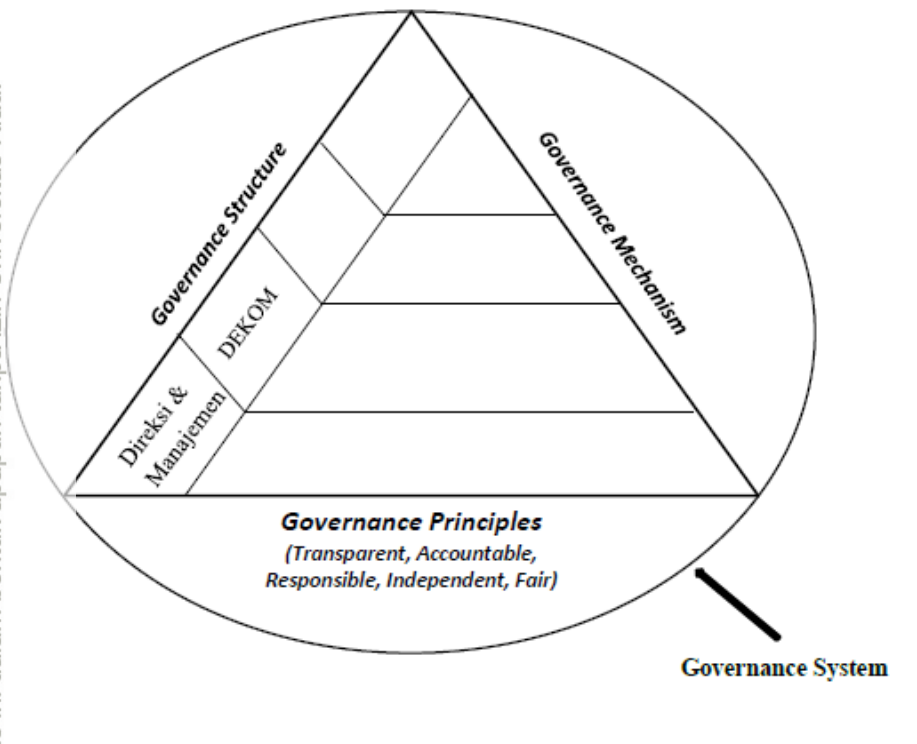 Governance Structure
Governance Mechanism
DEKOM
Direksi &
Manajemen
Governance Principles
(Transparent, Accountable,
Responsible, Independent, Fair)
Governance System